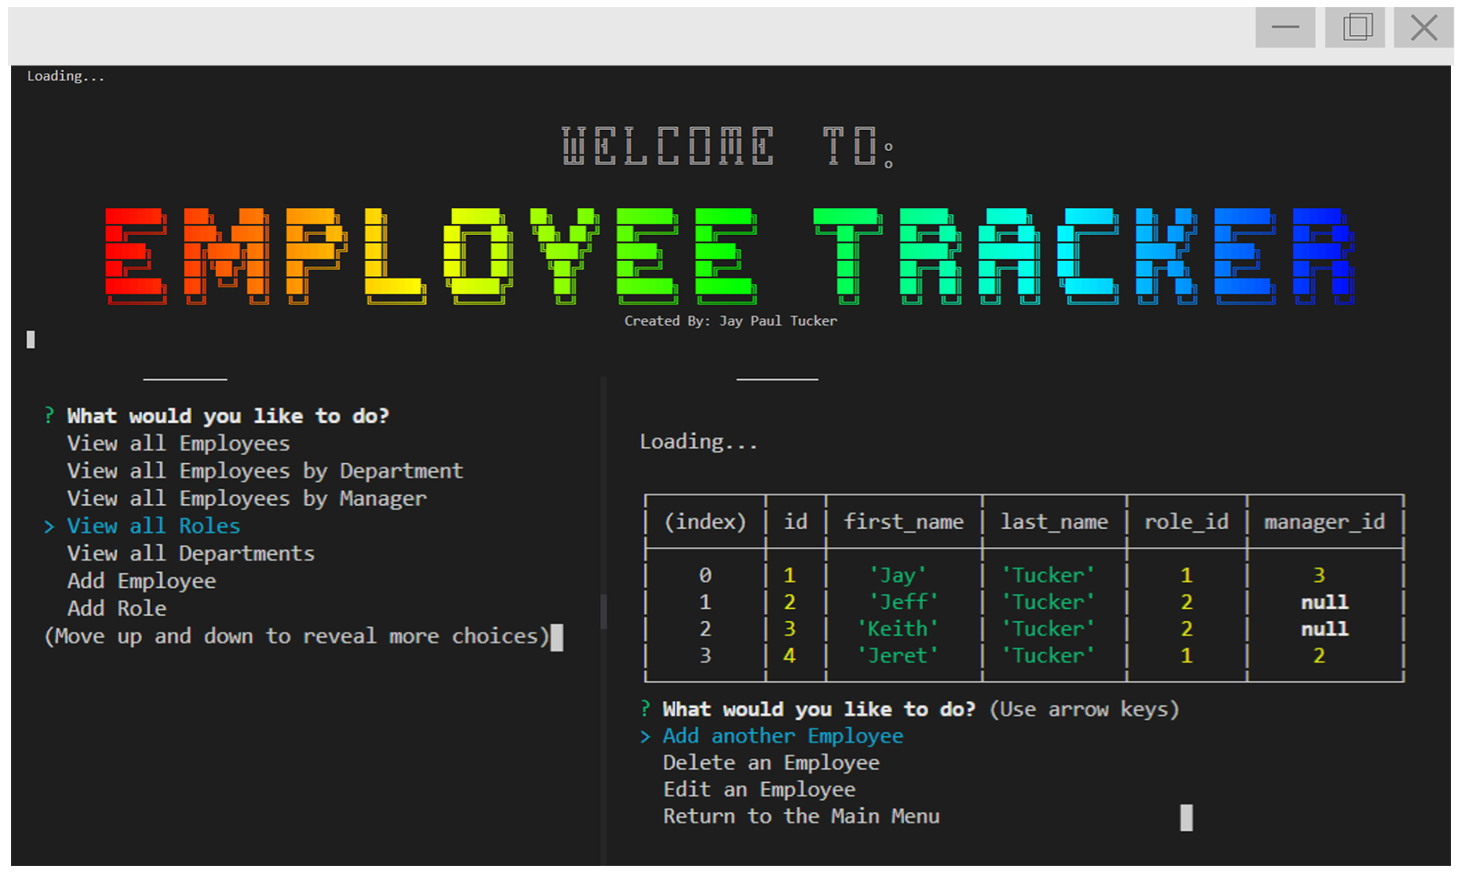 Loading...
WELCOME TO:
EMPLOYEE TRACKER
Created By: Jay Paul Tucker
? What would you like to do?
View all Employees
View all Employees by Department
View all Employees by Manager
> View all Roles
View all Departments
Add Employee
Add Role
(Move up and down to reveal more choices)
Loading...
(index) id first_name last_name role_id manager_id
0 1 'Jay' 'Tucker' 1 3
1 2 'Jeff' 'Tucker' 2 null
2 3 'Keith' 'Tucker' 2 null
3 4 'Jeret' 'Tucker' 1 2
? What would you like to do? (Use arrow keys)
> Add another Employee
Delete an Employee
Edit an Employee
Return to the Main Menu